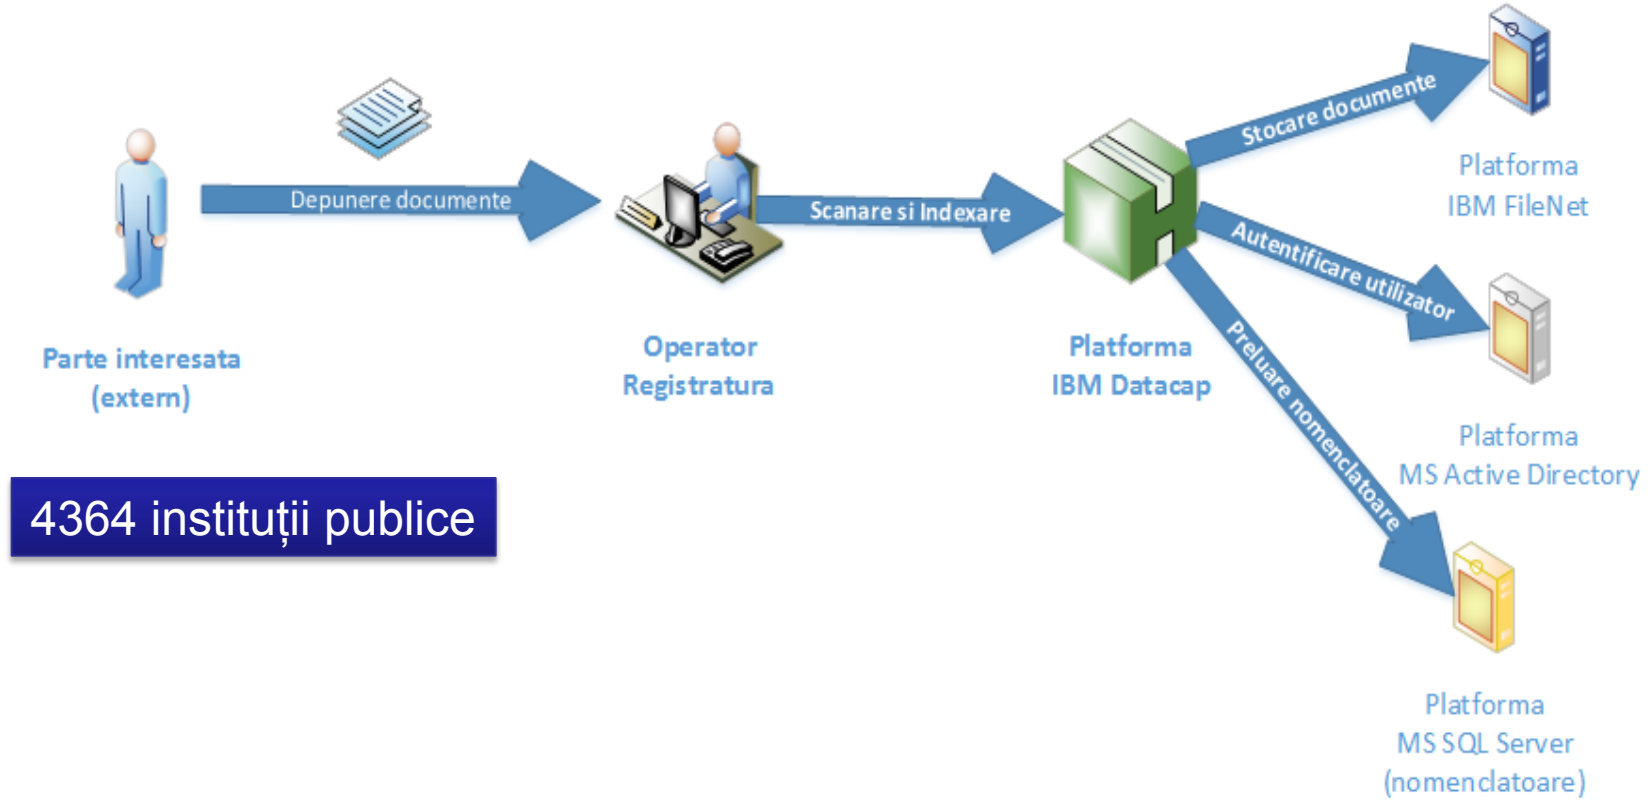 Depunere documente
Scanare si Indexare
Stocare documente
Autentificare utilizator
Preluare nomenclatoare
Parte interesata
(extern)
Operator
Registratura
Platforma
IBM Datacap
Platforma
IBM FileNet
Platforma
MS Active Directory
Platforma
MS SQL Server
(nomenclatoare)
4364 instituții publice